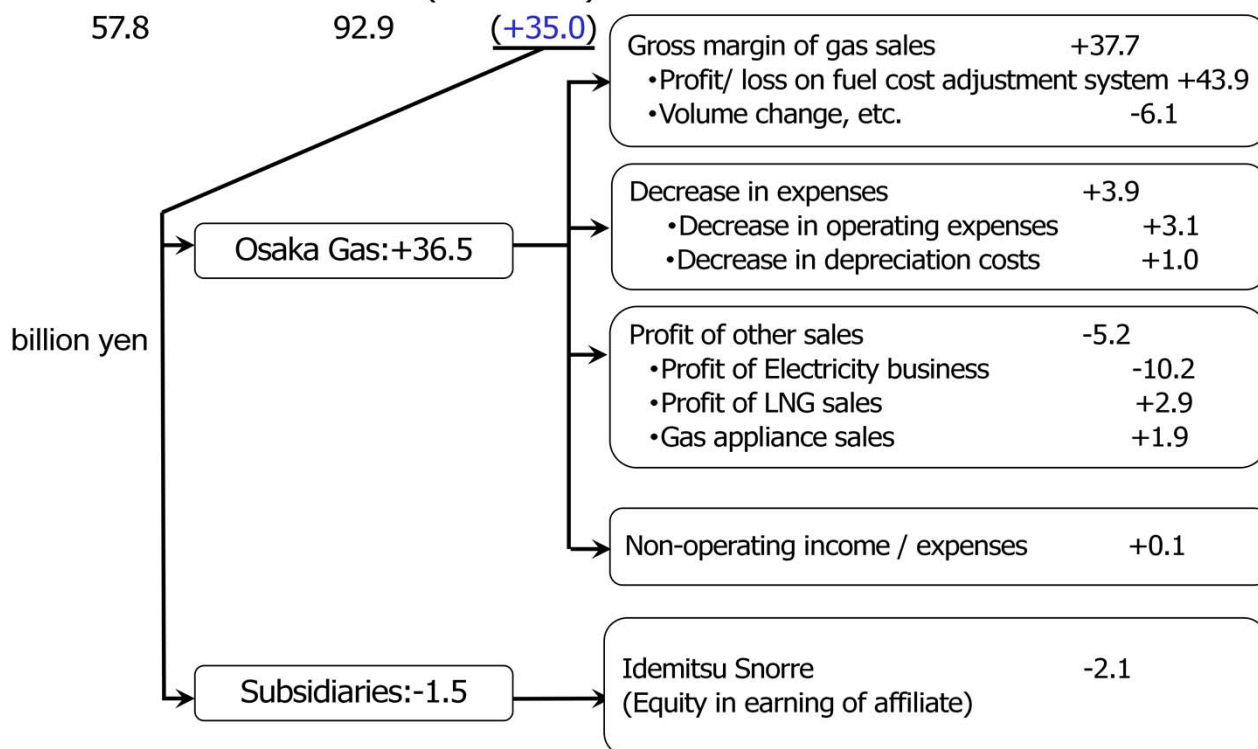 57.8 92.9 (+35.0)
Gross margin of gas sales +37.7
•Profit/ loss on fuel cost adjustment system +43.9
•Volume change, etc. -6.1
Decrease in expenses +3.9
•Decrease in operating expenses +3.1
•Decrease in depreciation costs +1.0
Osaka Gas:+36.5
billion yen
Profit of other sales -5.2
•Profit of Electricity business -10.2
•Profit of LNG sales +2.9
•Gas appliance sales +1.9
Non-operating income / expenses +0.1
Subsidiaries:-1.5
Idemitsu Snorre -2.1
(Equity in earning of affiliate)